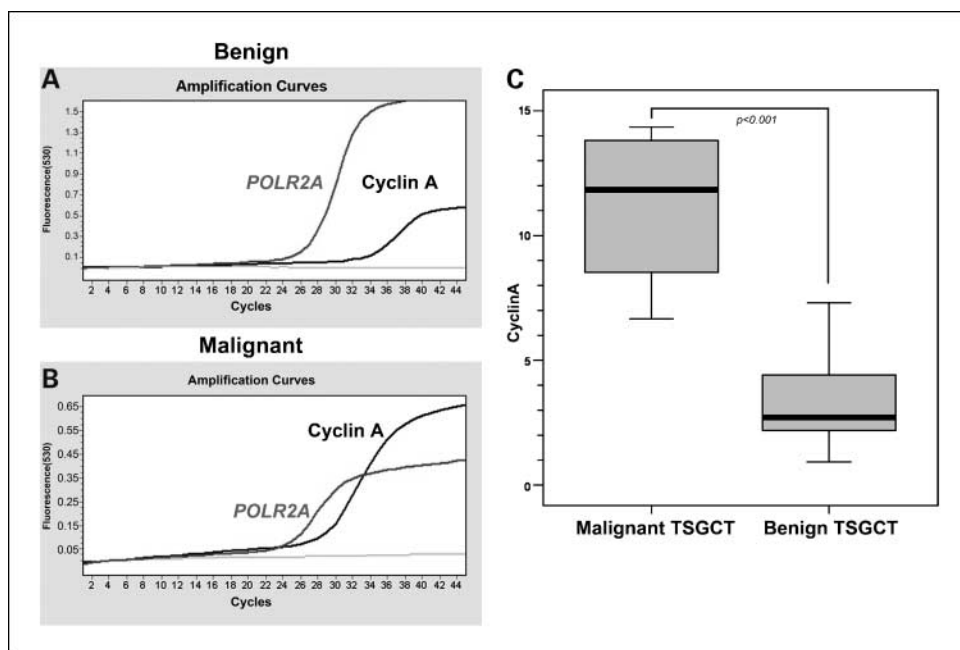 Benign
A
Amplification Curves
Fluorescence(530)
1.5
1.3
1.1
0.9
0.7
0.5
0.3
0.1
POLR2A
Cyclin A
2 4 6 8 10 12 14 16 18 20 22 24 26 28 30 32 34 36 38 40 42 44
Cycles
Malignant
B
Amplification Curves
Fluorescence(530)
0.65
0.55
0.45
0.35
0.25
0.15
0.05
Cyclin A
POLR2A
2 4 6 8 10 12 14 16 18 20 22 24 26 28 30 32 34 36 38 40 42 44
Cycles
C
CyclinA
15
10
5
0
p<0.001
Malignant TSGCT Benign TSGCT